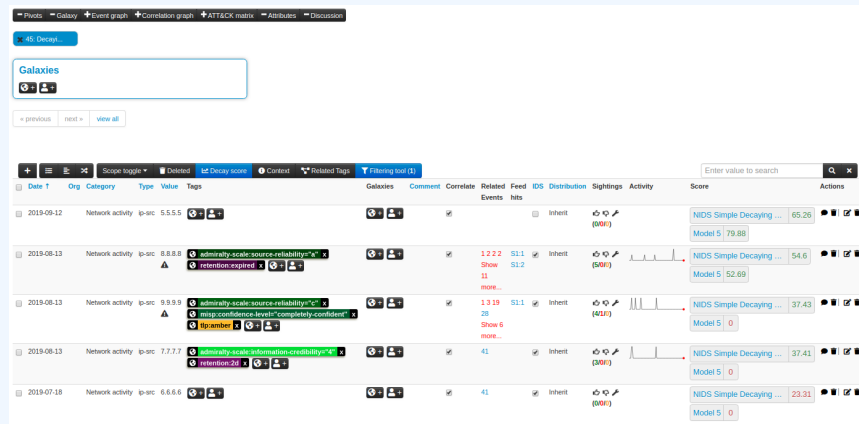 Pivots Galaxy Event graph Correlation graph ATT&CK matrix Attributes Discussion
x 45: Decayi...
Galaxies
« previous next » view all
Scope toggle Deleted Decay score Context Related Tags Filtering tool (1) Enter value to search
Date ↑ Org Category Type Value Tags Galaxies Comment Correlate Related Events Feed hits IDS Distribution Sightings Activity Score Actions
2019-09-12 Network activity ip-src 5.5.5.5 Inherit (0/0/0) NIDS Simple Decaying ... 65.26
Model 5 79.88
2019-08-13 Network activity ip-src 8.8.8.8 admiralty-scale:source-reliability="a" x 1 2 2 2 S1:1 Inherit NIDS Simple Decaying ... 54.6
retention:expired x Show S1:2 (5/0/0)
11 Model 5 52.69
more...
2019-08-13 Network activity ip-src 9.9.9.9 admiralty-scale:source-reliability="c" x 1 3 19 S1:1 Inherit NIDS Simple Decaying ... 37.43
misp:confidence-level="completely-confident" x 28 (4/1/0)
tlp:amber x Show 6 Model 5 0
more...
2019-08-13 Network activity ip-src 7.7.7.7 admiralty-scale:information-credibility="4" x 41 Inherit NIDS Simple Decaying ... 37.41
retention:2d x (3/0/0) Model 5 0
2019-07-18 Network activity ip-src 6.6.6.6 41 Inherit NIDS Simple Decaying ... 23.31
(0/0/0) Model 5 0